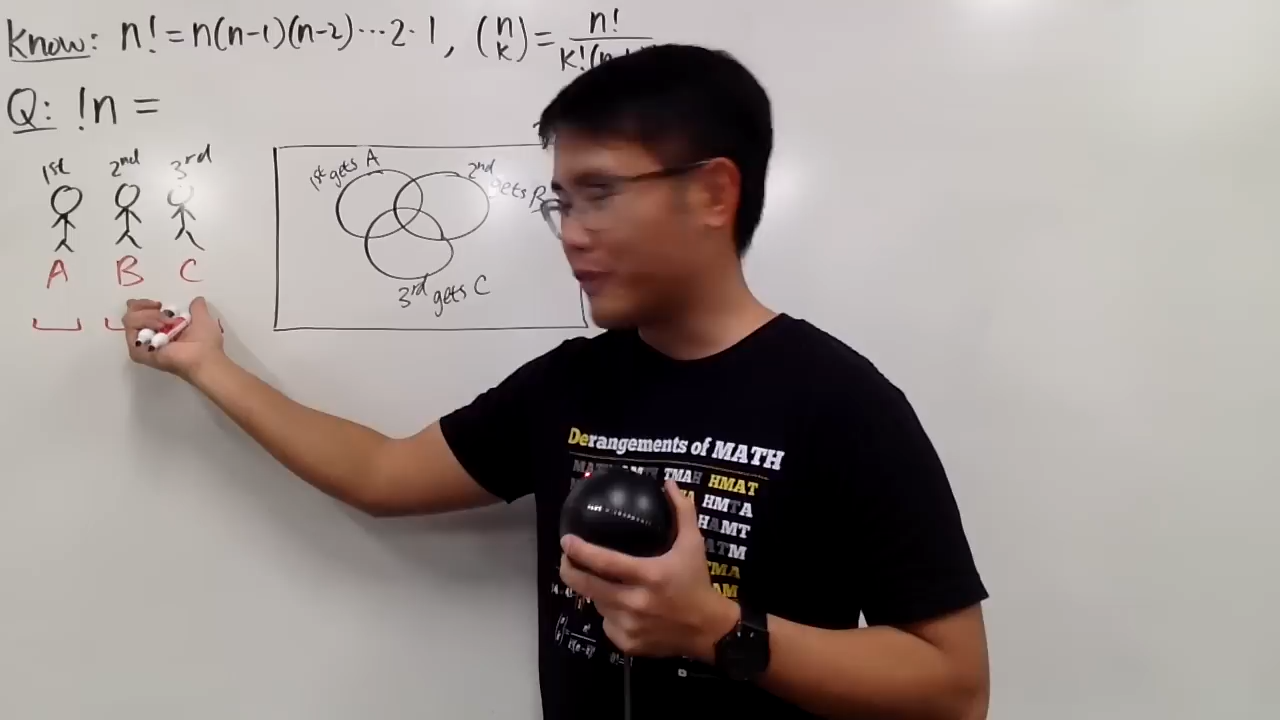 Know: n! = n(n-1)(n-2)⋯2·1, (n k) = n! / k!(n
Q: !n =
1st 2nd 3rd
A B C
1st gets A
2nd gets B
3rd gets C
Derangements of MATH
TMAH HMAT
HMTA
HAMT